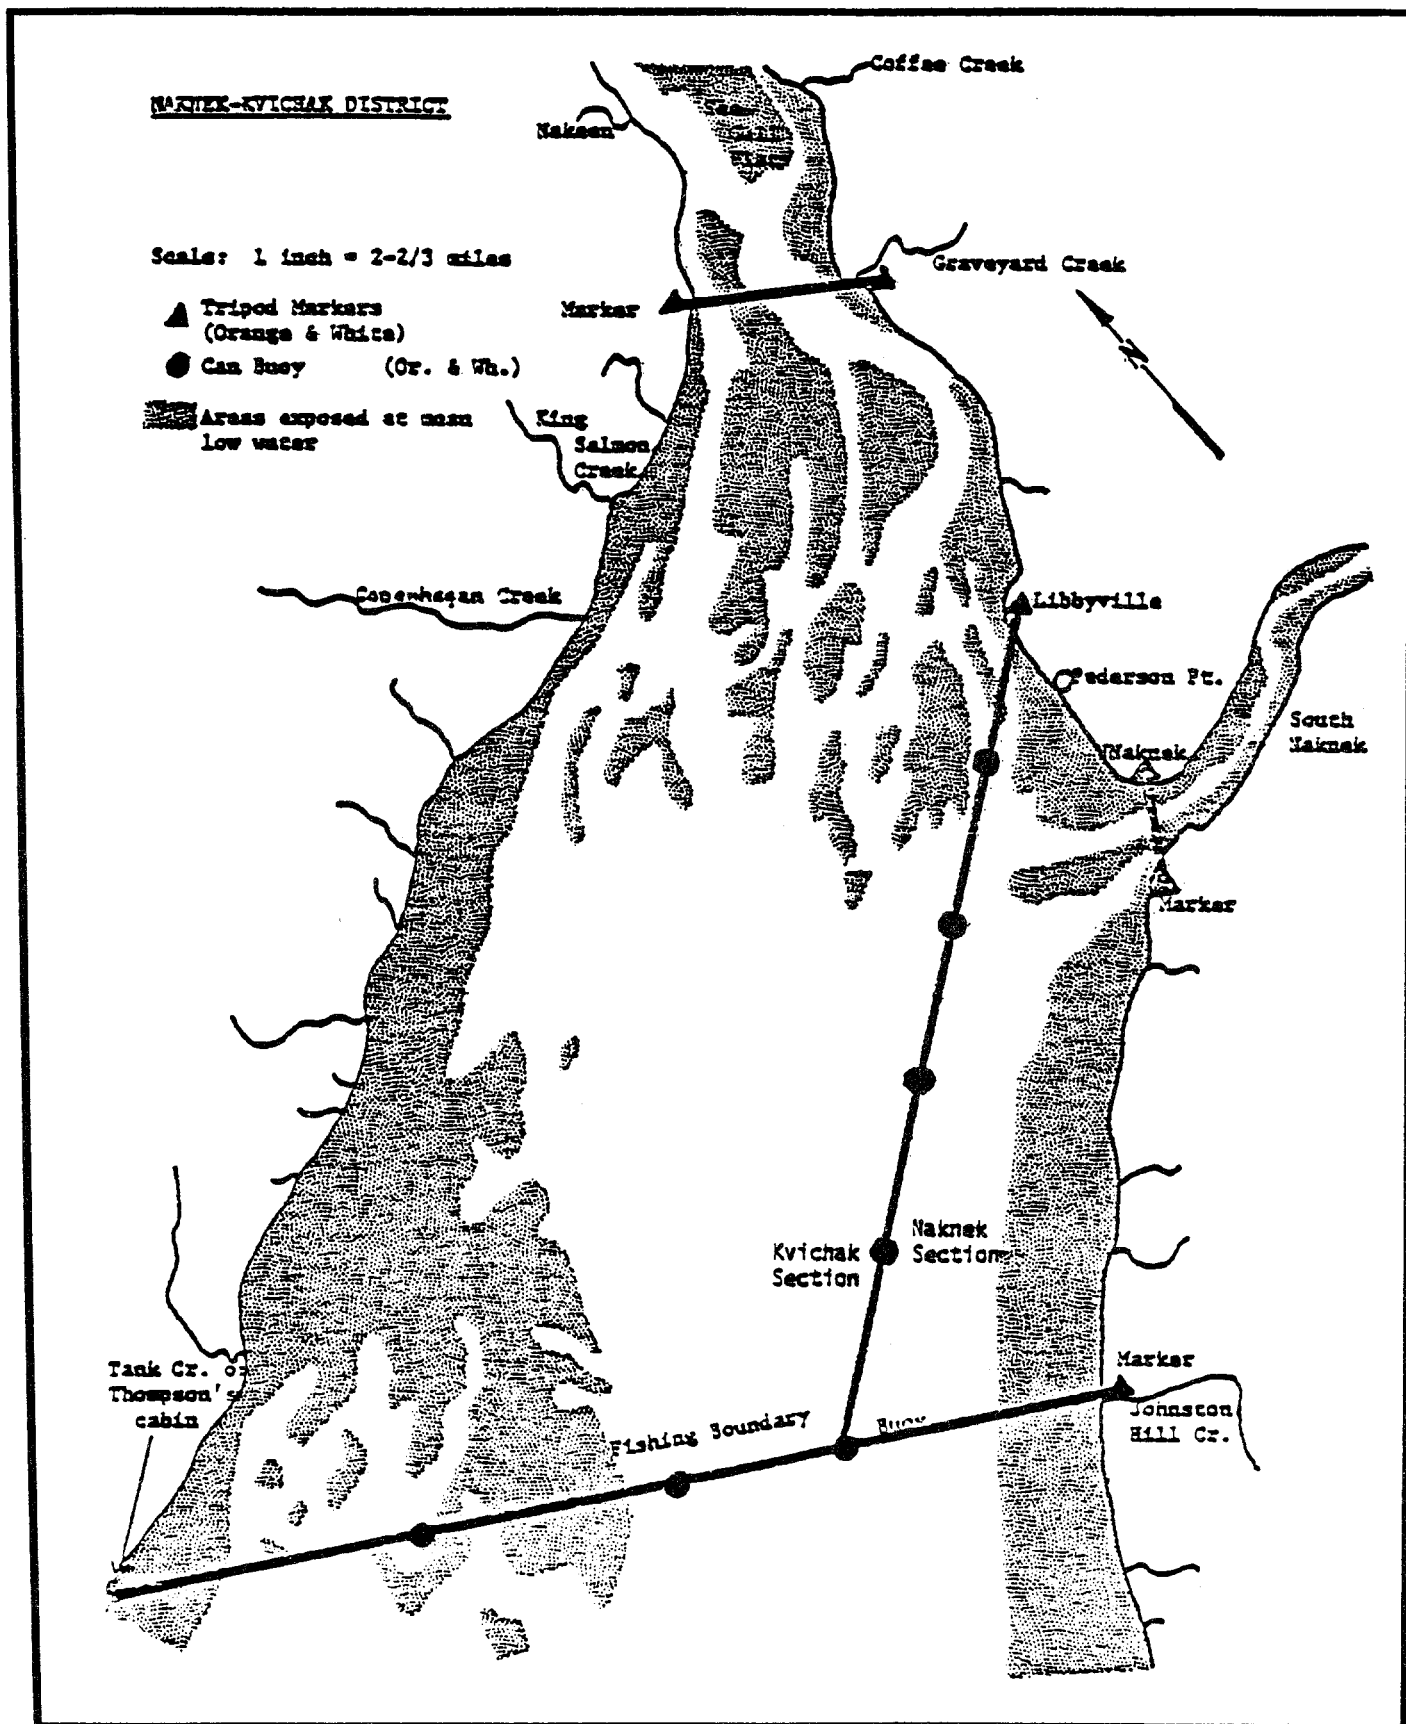 NAKNEK-KVICHAK DISTRICT
Coffee Creek
Nakeen
Scale: 1 inch = 2-2/3 miles
Graveyard Creek
Marker
Tripod Markers
(Orange & White)
Can Buoy (Or. & Wh.)
N
Areas exposed at mean
low water
King
Salmon
Creek
Copenhagen Creek
Libbyville
Pederson Pt.
South
Naknek
Naknek
Marker
Kvichak
Section
Naknek
Section
Marker
Johnston
Hill Cr.
Tank Cr. or
Thompson's
cabin
Fishing Boundary
Buoy